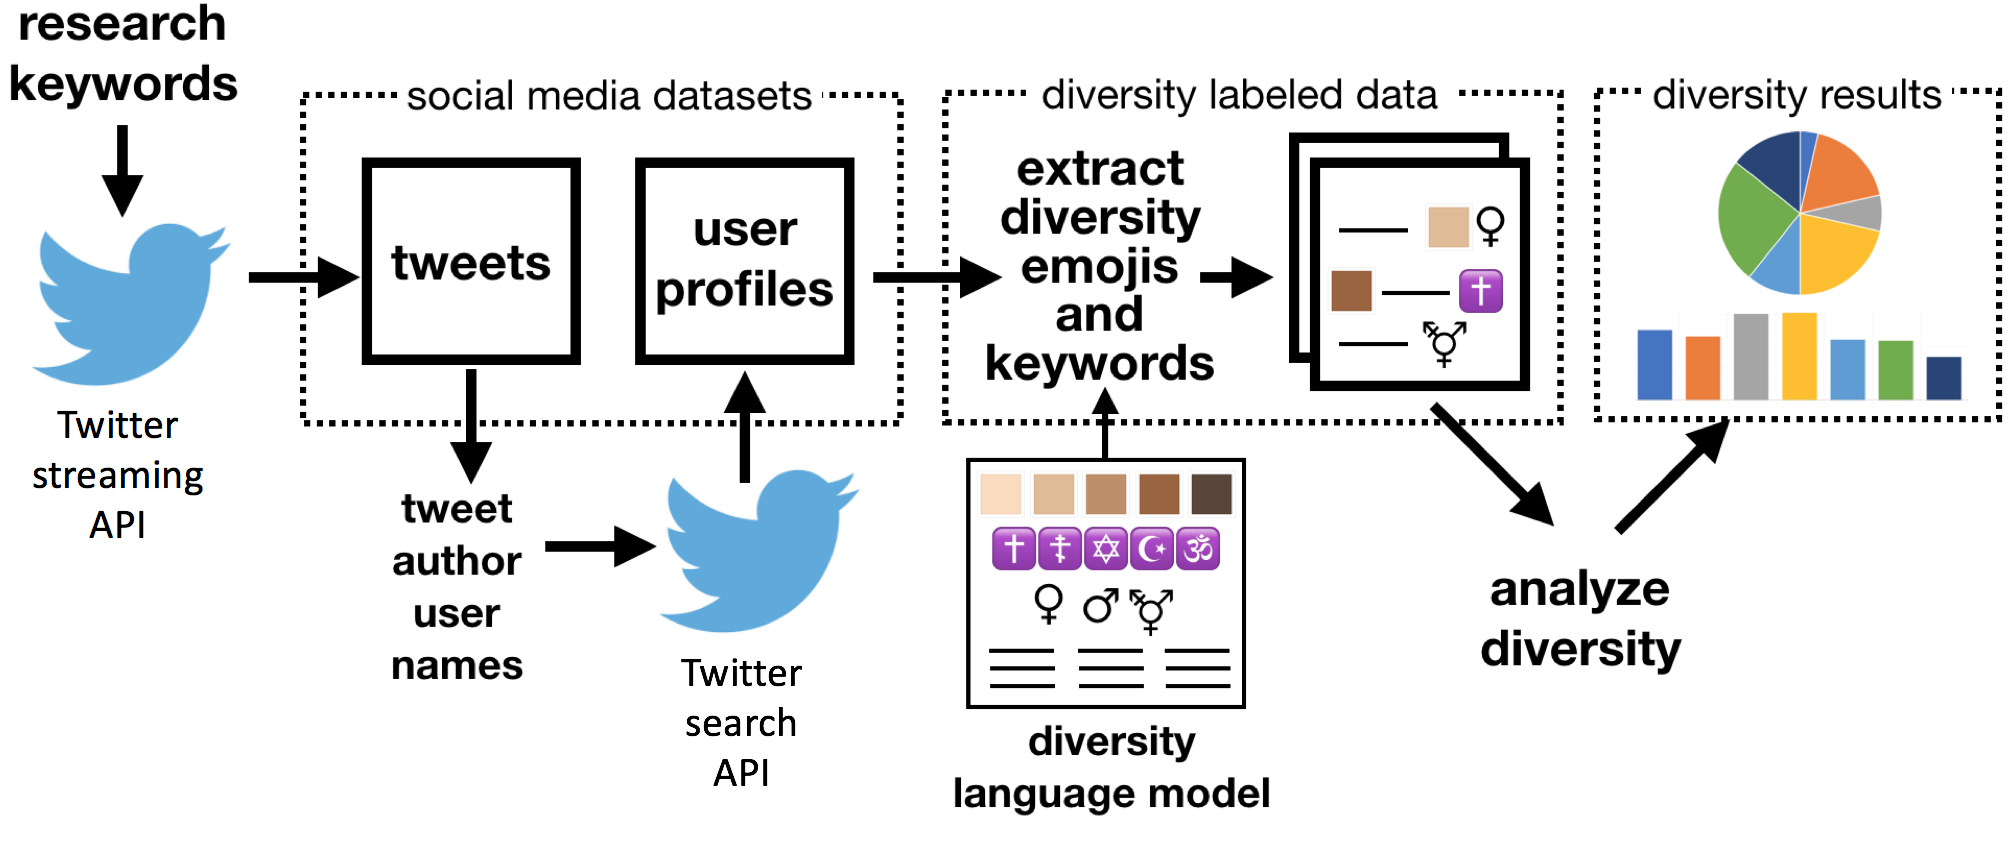 research
keywords
Twitter
streaming
API
social media datasets
tweets
user
profiles
tweet
author
user
names
Twitter
search
API
diversity labeled data
extract
diversity
emojis
and
keywords
diversity
language model
analyze
diversity
diversity results